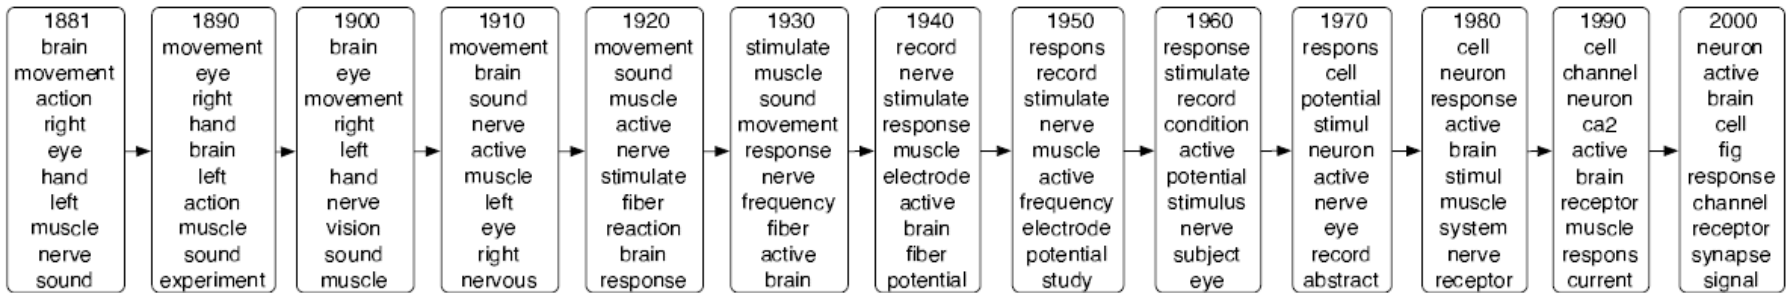 1881
brain
movement
action
right
eye
hand
left
muscle
nerve
sound
1890
movement
eye
right
hand
brain
left
action
muscle
sound
experiment
1900
brain
eye
movement
right
left
hand
nerve
vision
sound
muscle
1910
movement
brain
sound
nerve
active
muscle
left
eye
right
nervous
1920
movement
sound
muscle
active
nerve
stimulate
fiber
reaction
brain
response
1930
stimulate
muscle
sound
movement
response
nerve
frequency
fiber
active
brain
1940
record
nerve
stimulate
response
muscle
electrode
active
brain
fiber
potential
1950
respons
record
stimulate
nerve
muscle
active
frequency
electrode
potential
study
1960
response
stimulate
record
condition
active
potential
stimulus
nerve
subject
eye
1970
respons
cell
potential
stimul
neuron
active
nerve
eye
record
abstract
1980
cell
neuron
response
active
brain
stimul
muscle
system
nerve
receptor
1990
cell
channel
neuron
ca2
active
brain
receptor
muscle
respons
current
2000
neuron
active
brain
cell
fig
response
channel
receptor
synapse
signal